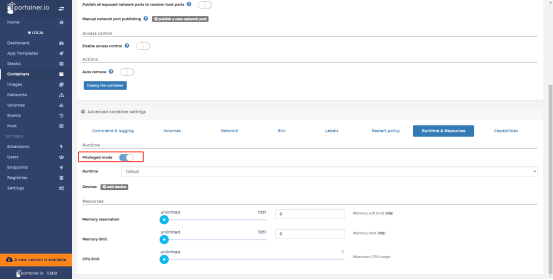 portainer.io
Home
LOCAL
Dashboard
App Templates
Stacks
Containers
Images
Networks
Volumes
Events
Host
SETTINGS
Extensions
Users
Endpoints
Registries
Settings
A new version is available
portainer.io 1.23.0
Publish all exposed network ports to random host ports
Manual network port publishing publish a new network port
Access control
Enable access control
Actions
Auto remove
Deploy the container
Advanced container settings
Command & logging Volumes Network Env Labels Restart policy Runtime & Resources Capabilities
Runtime
Privileged mode
Runtime Default
Devices add device
Resources
Memory reservation unlimited 1051 0 Memory soft limit (MB)
Memory limit unlimited 1051 0 Memory limit (MB)
CPU limit unlimited 1 Maximum CPU usage